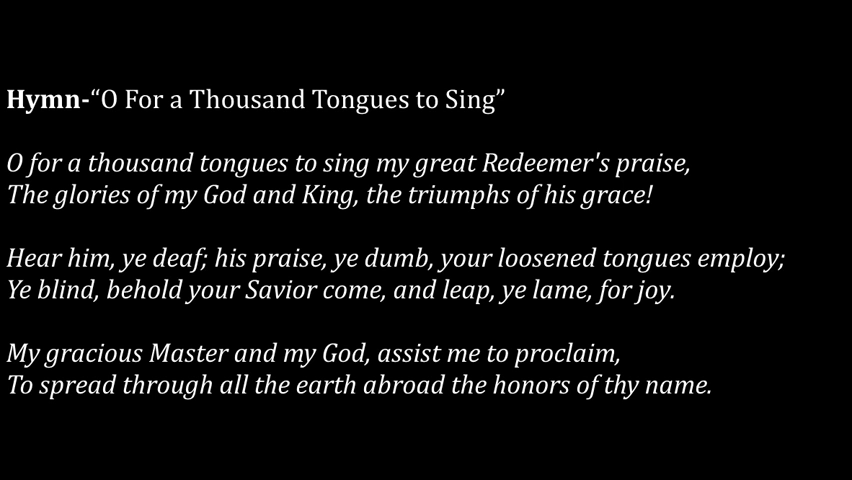 Hymn-“O For a Thousand Tongues to Sing”
O for a thousand tongues to sing my great Redeemer's praise,
The glories of my God and King, the triumphs of his grace!
Hear him, ye deaf; his praise, ye dumb, your loosened tongues employ;
Ye blind, behold your Savior come, and leap, ye lame, for joy.
My gracious Master and my God, assist me to proclaim,
To spread through all the earth abroad the honors of thy name.